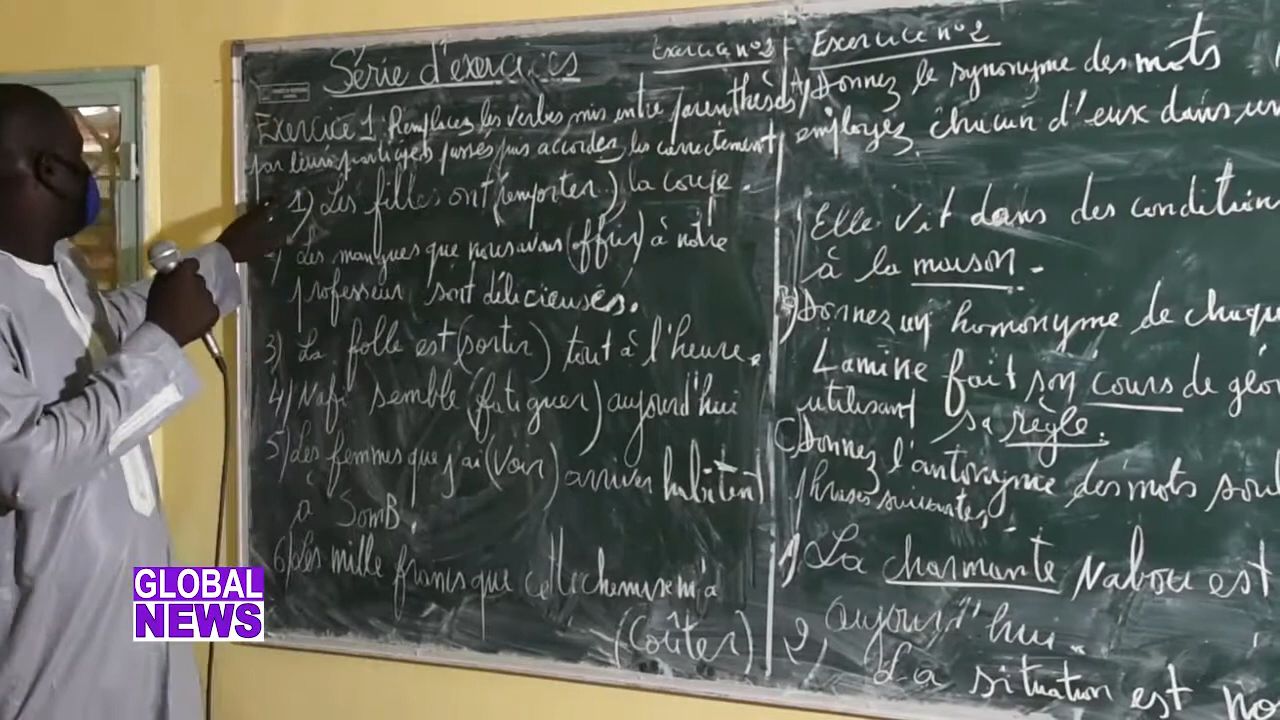 Série d'exercices
Exercice 1: Remplacez les verbes mis entre parenthèses
par leurs participes passés puis accordez les correctement
1) Les filles ont (remporter) la coupe.
2) Les mangues que nous avons (offrir) à notre
professeur sont délicieuses.
3) La folle est (sortir) tout à l'heure.
4) Nafi semble (fatiguer) aujourd'hui
5) Les femmes que j'ai (voir) arriver habitent
à SomB.
6) Les mille francs que cette chemise m'a
(coûter)
Exercice n°2
Exercice n°2
A) Donnez le synonyme des mots
employez chacun d'eux dans un
Elle vit dans des condition
à la maison.
B) Donnez un homonyme de chaque
Lamine fait son cours de géo
utilisant sa règle.
C) Donnez l'antonyme des mots soul
phrases suivantes.
1) La charmante Nabou est
aujourd'hui.
2) La situation est
GLOBAL
NEWS